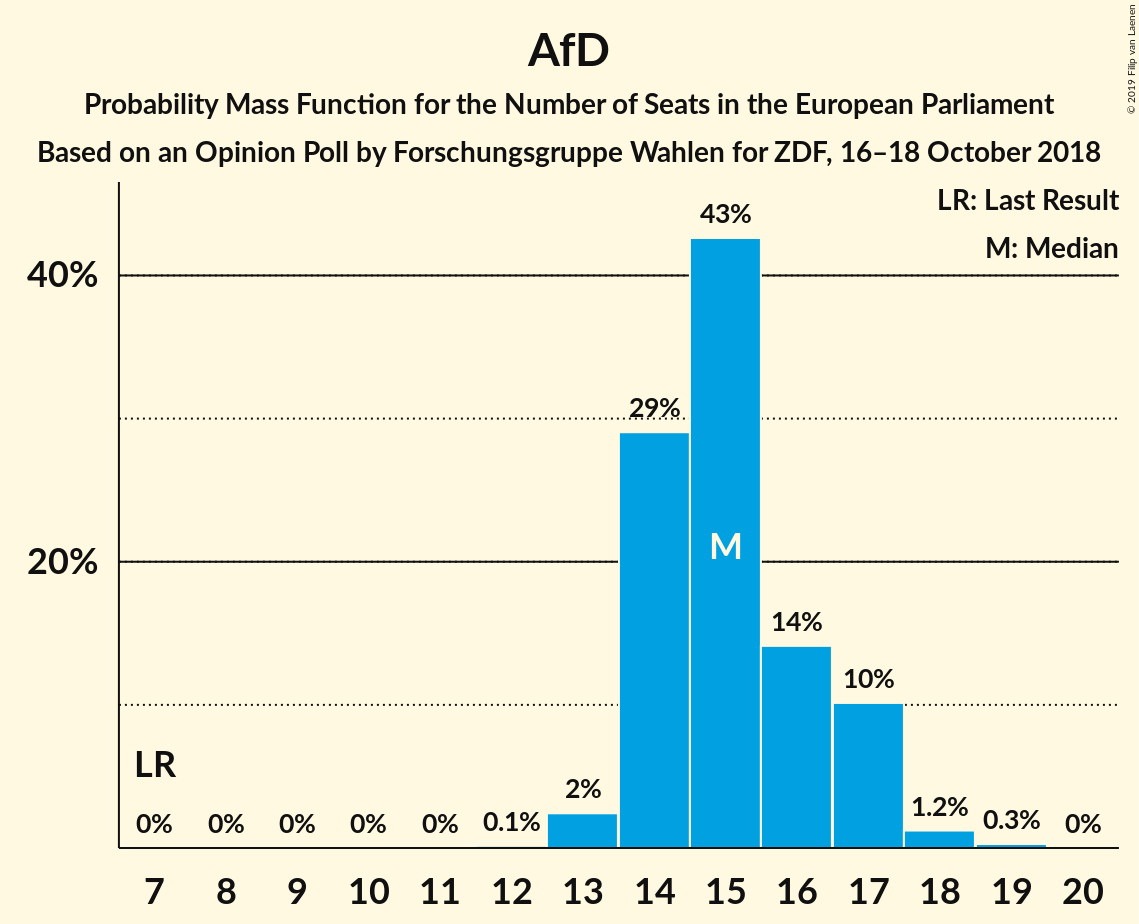 AfD
Probability Mass Function for the Number of Seats in the European Parliament
Based on an Opinion Poll by Forschungsgruppe Wahlen for ZDF, 16–18 October 2018
© 2019 Filip van Laenen
LR: Last Result
M: Median
43%
40%
29%
M
20%
14%
10%
LR
2%
0% 0% 0% 0% 0% 0.1% 1.2% 0.3% 0%
7 8 9 10 11 12 13 14 15 16 17 18 19 20